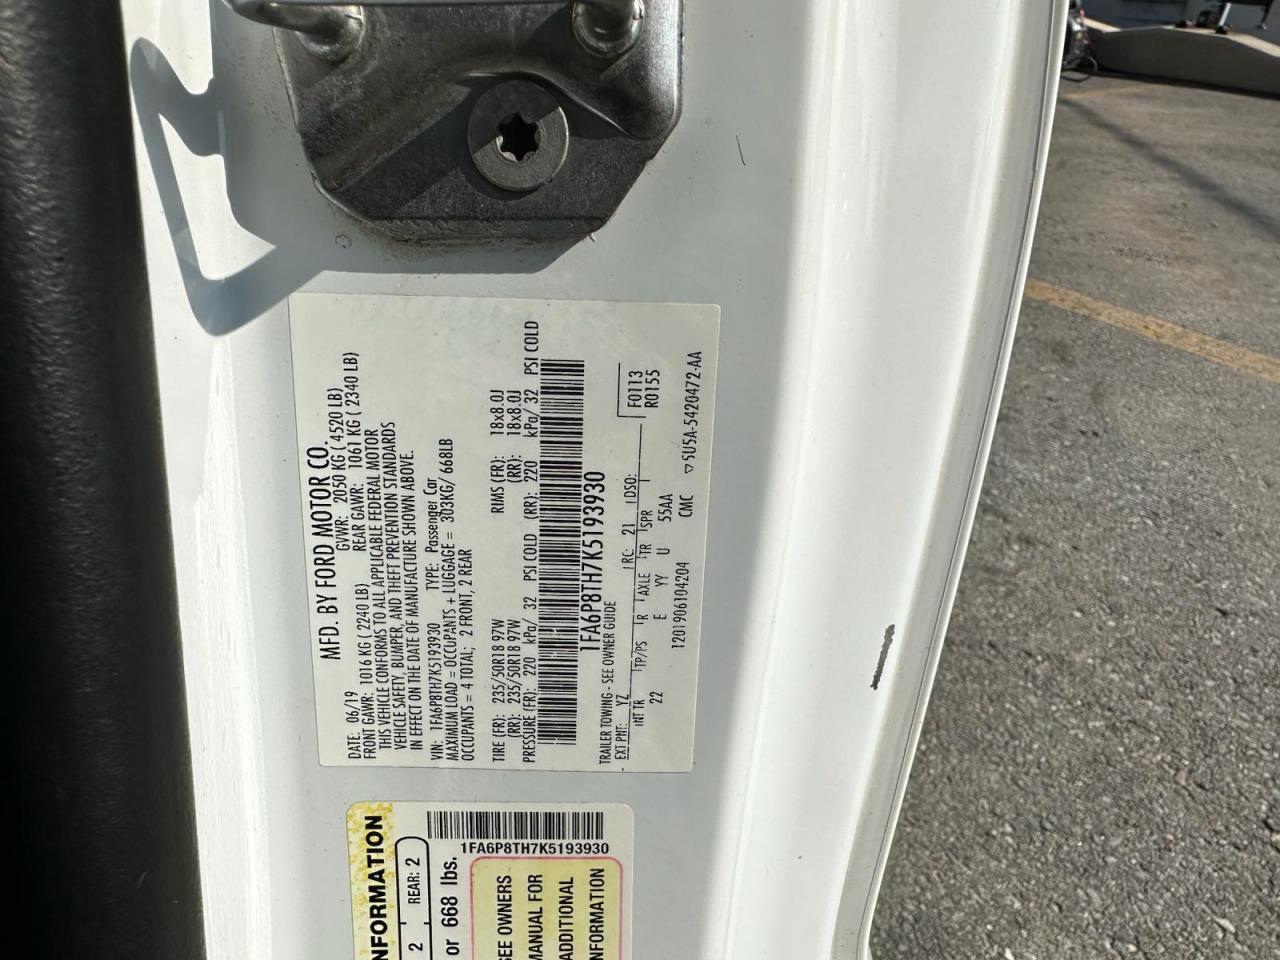 MFD. BY FORD MOTOR CO.
DATE: 06/19 GVWR: 2050 KG ( 4520 LB)
FRONT GAWR: 1016 KG ( 2240 LB) REAR GAWR: 1061 KG ( 2340 LB)
THIS VEHICLE CONFORMS TO ALL APPLICABLE FEDERAL MOTOR
VEHICLE SAFETY, BUMPER, AND THEFT PREVENTION STANDARDS
IN EFFECT ON THE DATE OF MANUFACTURE SHOWN ABOVE.
VIN: 1FA6P8TH7K5193930 TYPE: Passenger Car
MAXIMUM LOAD = OCCUPANTS + LUGGAGE = 303KG/ 668LB
OCCUPANTS = 4 TOTAL; 2 FRONT, 2 REAR
TIRE (FR): 235/50R18 97W RIMS (FR): 18x8.0J
(RR): 235/50R18 97W (RR): 18x8.0J
PRESSURE (FR): 220 kPa/ 32 PSI COLD (RR): 220 kPa/ 32 PSI COLD
1FA6P8TH7K5193930
TRAILER TOWING - SEE OWNER GUIDE
F0113
EXT PNT: YZ RC: 21 DSO: R0155
INT TR TP/PS R AXLE TR SPR
22 E YY U 55AA
1201906104204 CMC ▽5U5A-5420472-AA
NFORMATION
2 REAR: 2
or 668 lbs.
1FA6P8TH7K5193930
SEE OWNERS
MANUAL FOR
ADDITIONAL
NFORMATION